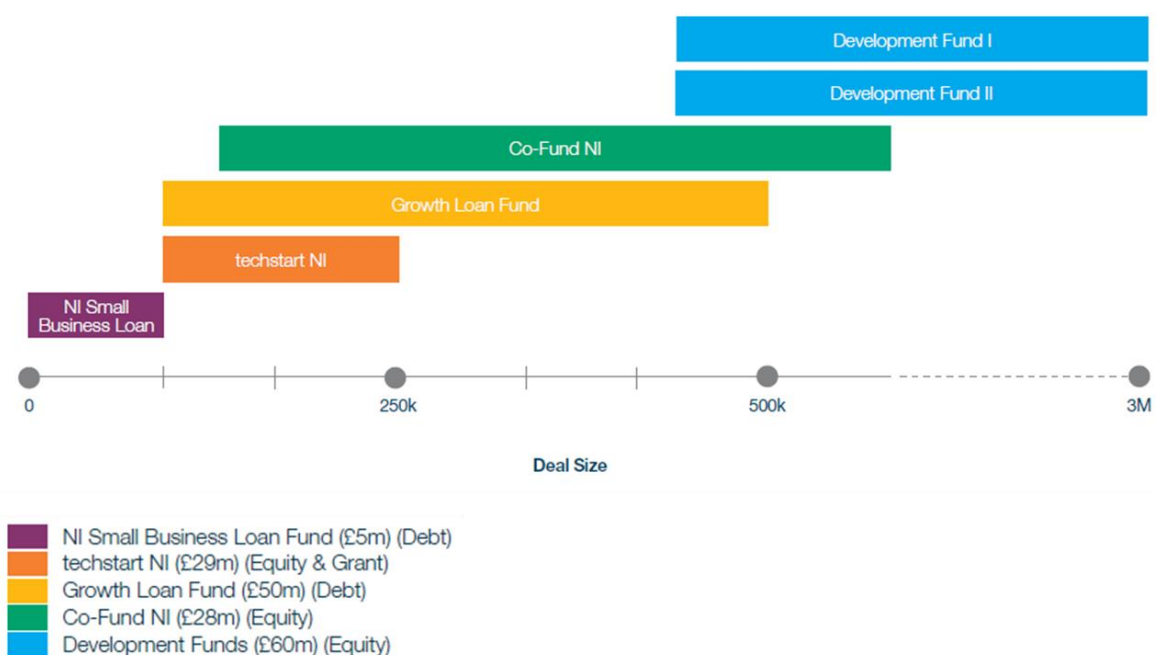 Development Fund I
Development Fund II
Co-Fund NI
Growth Loan Fund
techstart NI
NI Small
Business Loan
0
250k
500k
3M
Deal Size
NI Small Business Loan Fund (£5m) (Debt)
techstart NI (£29m) (Equity & Grant)
Growth Loan Fund (£50m) (Debt)
Co-Fund NI (£28m) (Equity)
Development Funds (£60m) (Equity)